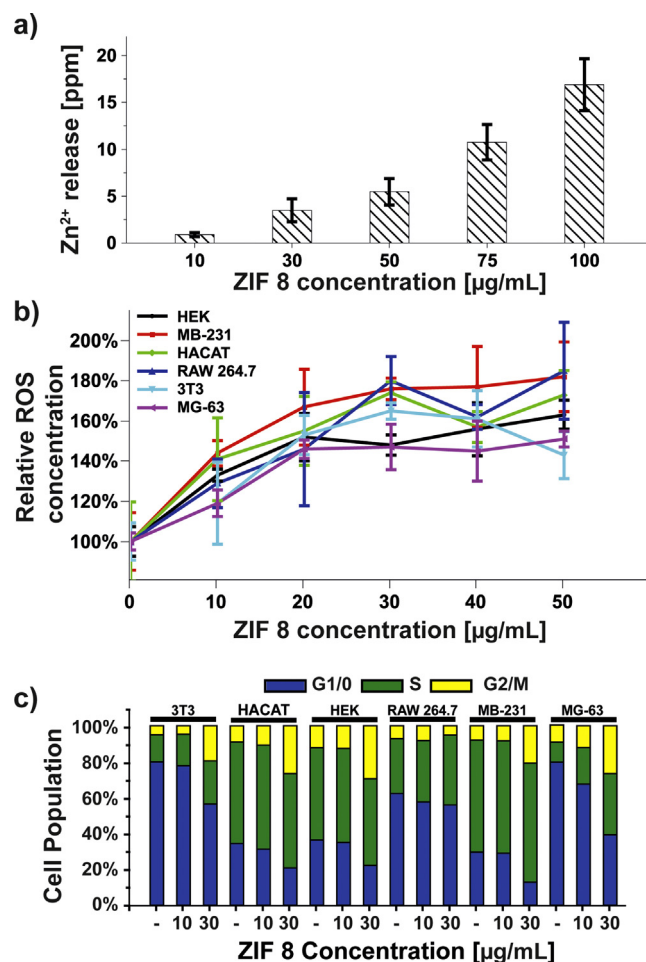 a)
Zn2+ release [ppm]
20
15
10
5
0
10 30 50 75 100
ZIF 8 concentration [µg/mL]
b)
HEK
MB-231
HACAT
RAW 264.7
3T3
MG-63
Relative ROS
concentration
200%
180%
160%
140%
120%
100%
0 10 20 30 40 50
ZIF 8 concentration [µg/mL]
c)
G1/0 S G2/M
3T3 HACAT HEK RAW 264.7 MB-231 MG-63
Cell Population
100%
80%
60%
40%
20%
0%
- 10 30 - 10 30 - 10 30 - 10 30 - 10 30 - 10 30
ZIF 8 Concentration [µg/mL]